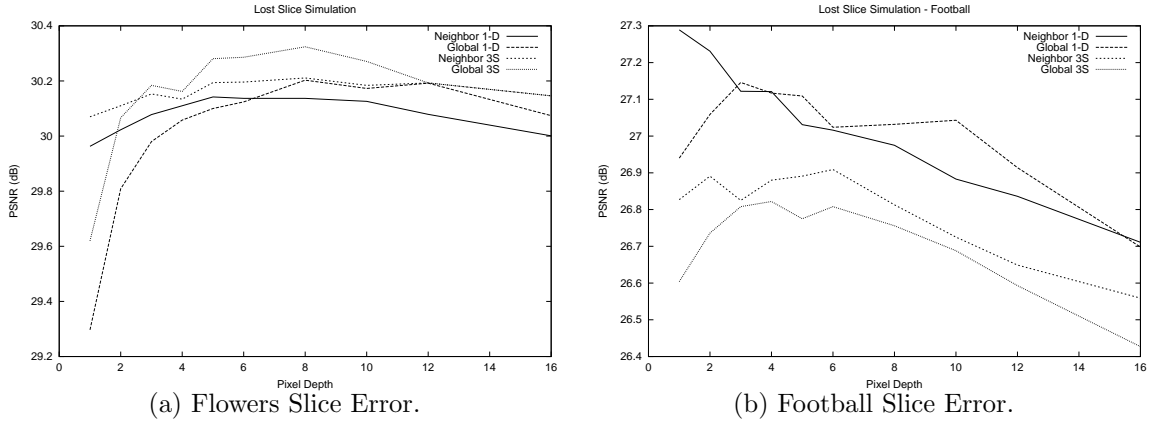 Lost Slice Simulation
30.4
30.2
30
29.8
29.6
29.4
29.2
PSNR (dB)
Neighbor 1-D
Global 1-D
Neighbor 3S
Global 3S
0 2 4 6 8 10 12 14 16
Pixel Depth
(a) Flowers Slice Error.
Lost Slice Simulation - Football
27.3
27.2
27.1
27
26.9
26.8
26.7
26.6
26.5
26.4
PSNR (dB)
Neighbor 1-D
Global 1-D
Neighbor 3S
Global 3S
0 2 4 6 8 10 12 14 16
Pixel Depth
(b) Football Slice Error.